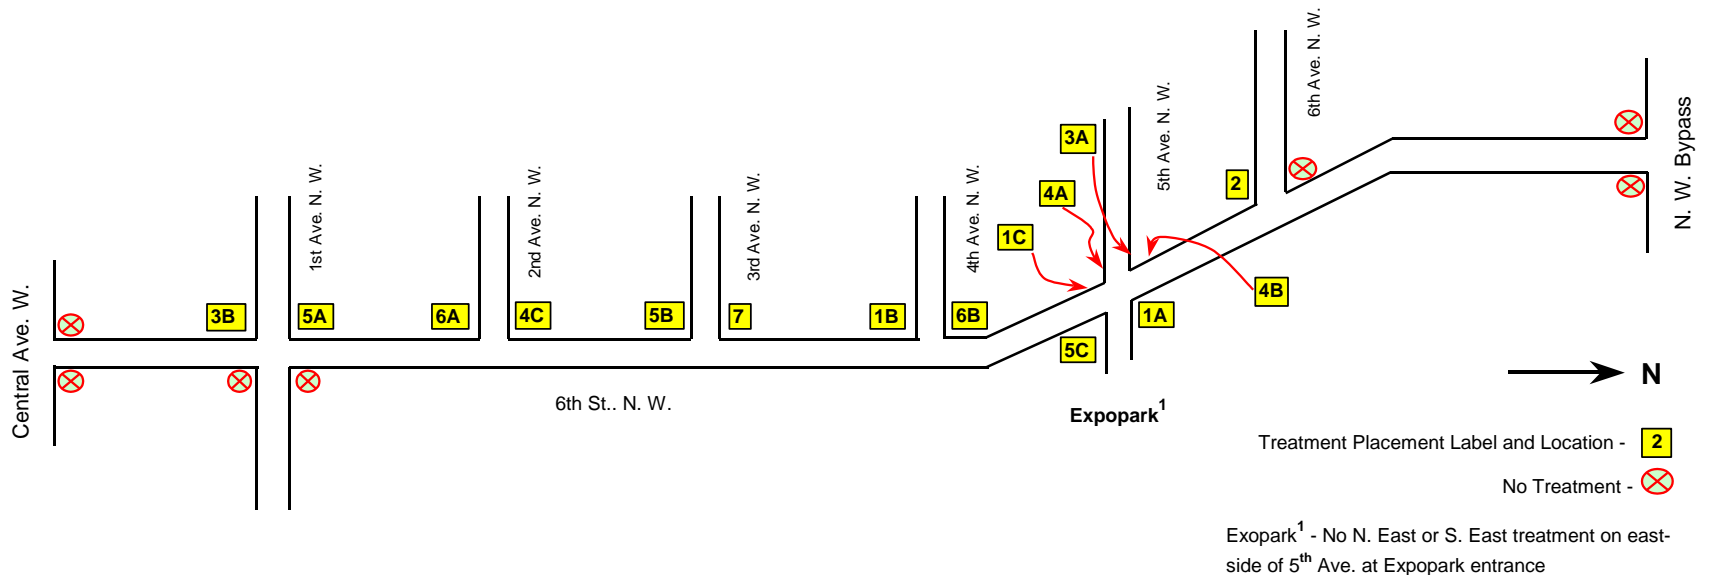 Central Ave. W.
1st Ave. N. W.
2nd Ave. N. W.
3rd Ave. N. W.
4th Ave. N. W.
5th Ave. N. W.
6th Ave. N. W.
N. W. Bypass
3A
4A
2
1C
4B
3B
5A
6A
4C
5B
7
1B
6B
1A
5C
6th St.. N. W.
Expopark1
N
Treatment Placement Label and Location - 2
No Treatment -
Exopark1 - No N. East or S. East treatment on east-
side of 5th Ave. at Expopark entrance